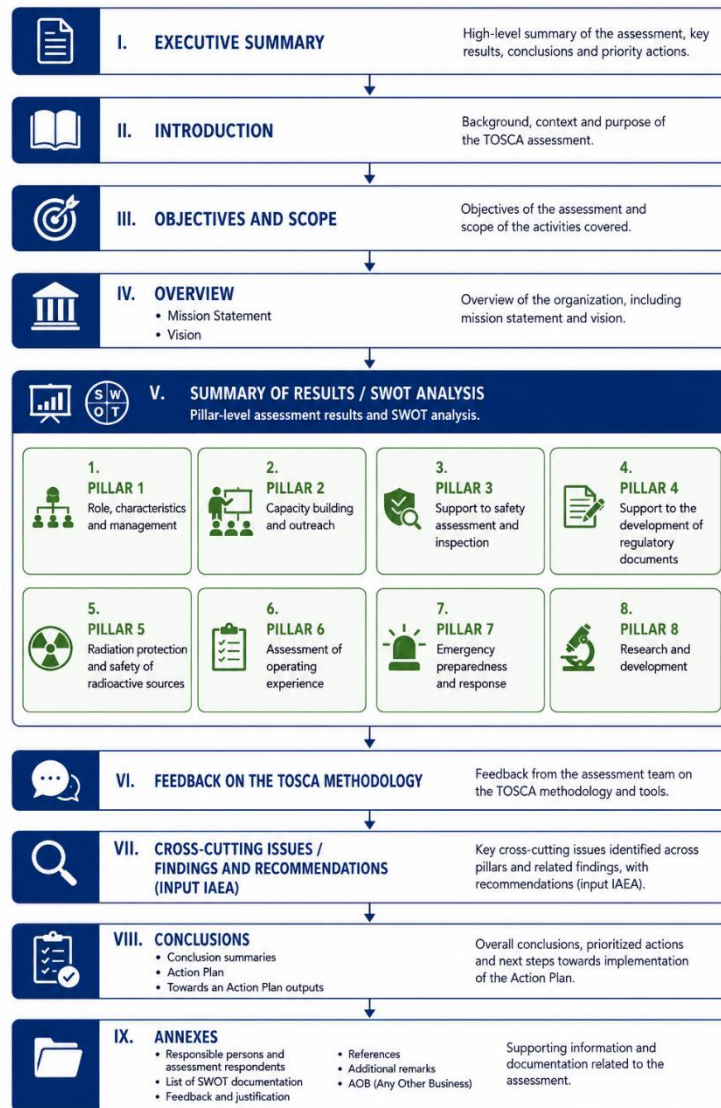 I. EXECUTIVE SUMMARY
High-level summary of the assessment, key
results, conclusions and priority actions.
II. INTRODUCTION
Background, context and purpose of
the TOSCA assessment.
III. OBJECTIVES AND SCOPE
Objectives of the assessment and
scope of the activities covered.
IV. OVERVIEW
• Mission Statement
• Vision
Overview of the organization, including
mission statement and vision.
S W
O T
V. SUMMARY OF RESULTS / SWOT ANALYSIS
Pillar-level assessment results and SWOT analysis.
1.
PILLAR 1
Role, characteristics
and management
2.
PILLAR 2
Capacity building
and outreach
3.
PILLAR 3
Support to safety
assessment and
inspection
4.
PILLAR 4
Support to the
development of
regulatory
documents
5.
PILLAR 5
Radiation protection
and safety of
radioactive sources
6.
PILLAR 6
Assessment of
operating
experience
7.
PILLAR 7
Emergency
preparedness
and response
8.
PILLAR 8
Research and
development
VI. FEEDBACK ON THE TOSCA METHODOLOGY
Feedback from the assessment team on
the TOSCA methodology and tools.
VII. CROSS-CUTTING ISSUES /
FINDINGS AND RECOMMENDATIONS
(INPUT IAEA)
Key cross-cutting issues identified across
pillars and related findings, with
recommendations (input IAEA).
VIII. CONCLUSIONS
• Conclusion summaries
• Action Plan
• Towards an Action Plan outputs
Overall conclusions, prioritized actions
and next steps towards implementation
of the Action Plan.
IX. ANNEXES
• Responsible persons and
assessment respondents
• List of SWOT documentation
• Feedback and justification
• References
• Additional remarks
• AOB (Any Other Business)
Supporting information and
documentation related to the
assessment.